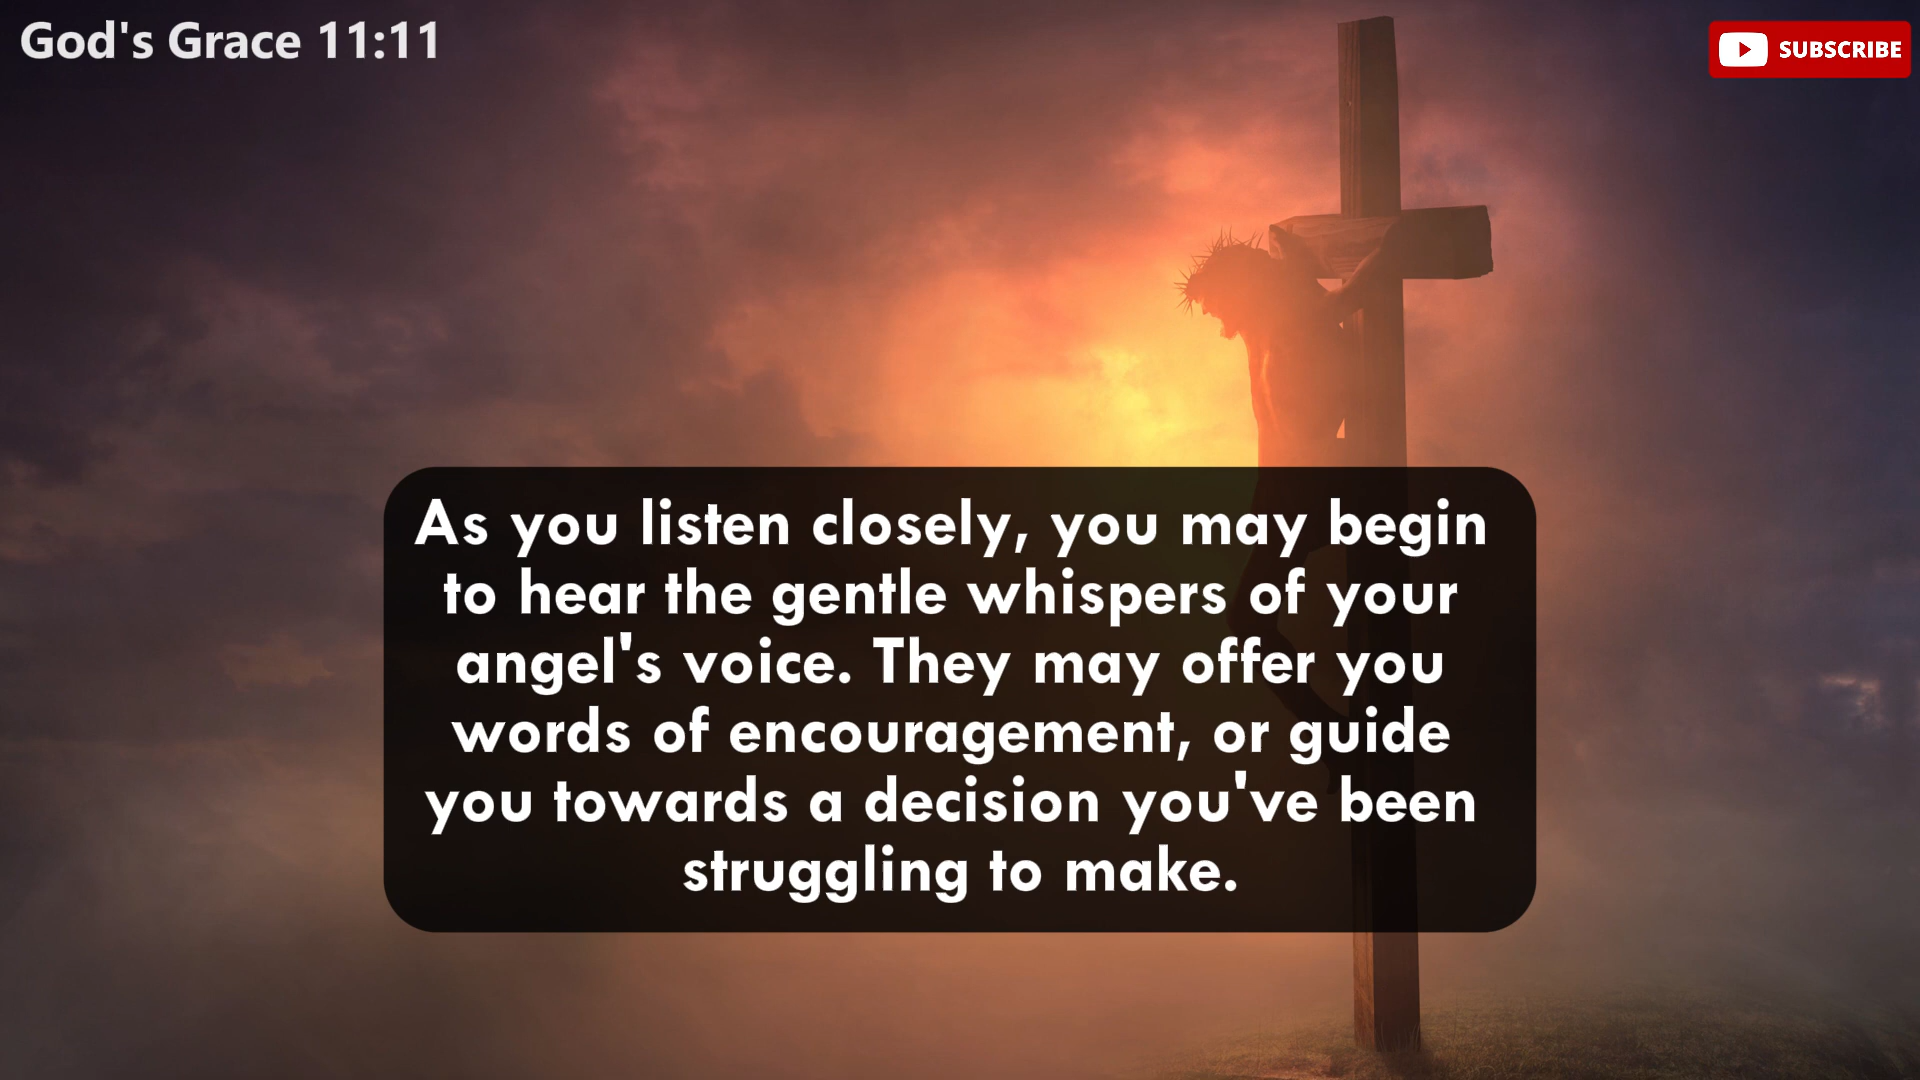 God's Grace 11:11
SUBSCRIBE
As you listen closely, you may begin
to hear the gentle whispers of your
angel's voice. They may offer you
words of encouragement, or guide
you towards a decision you've been
struggling to make.